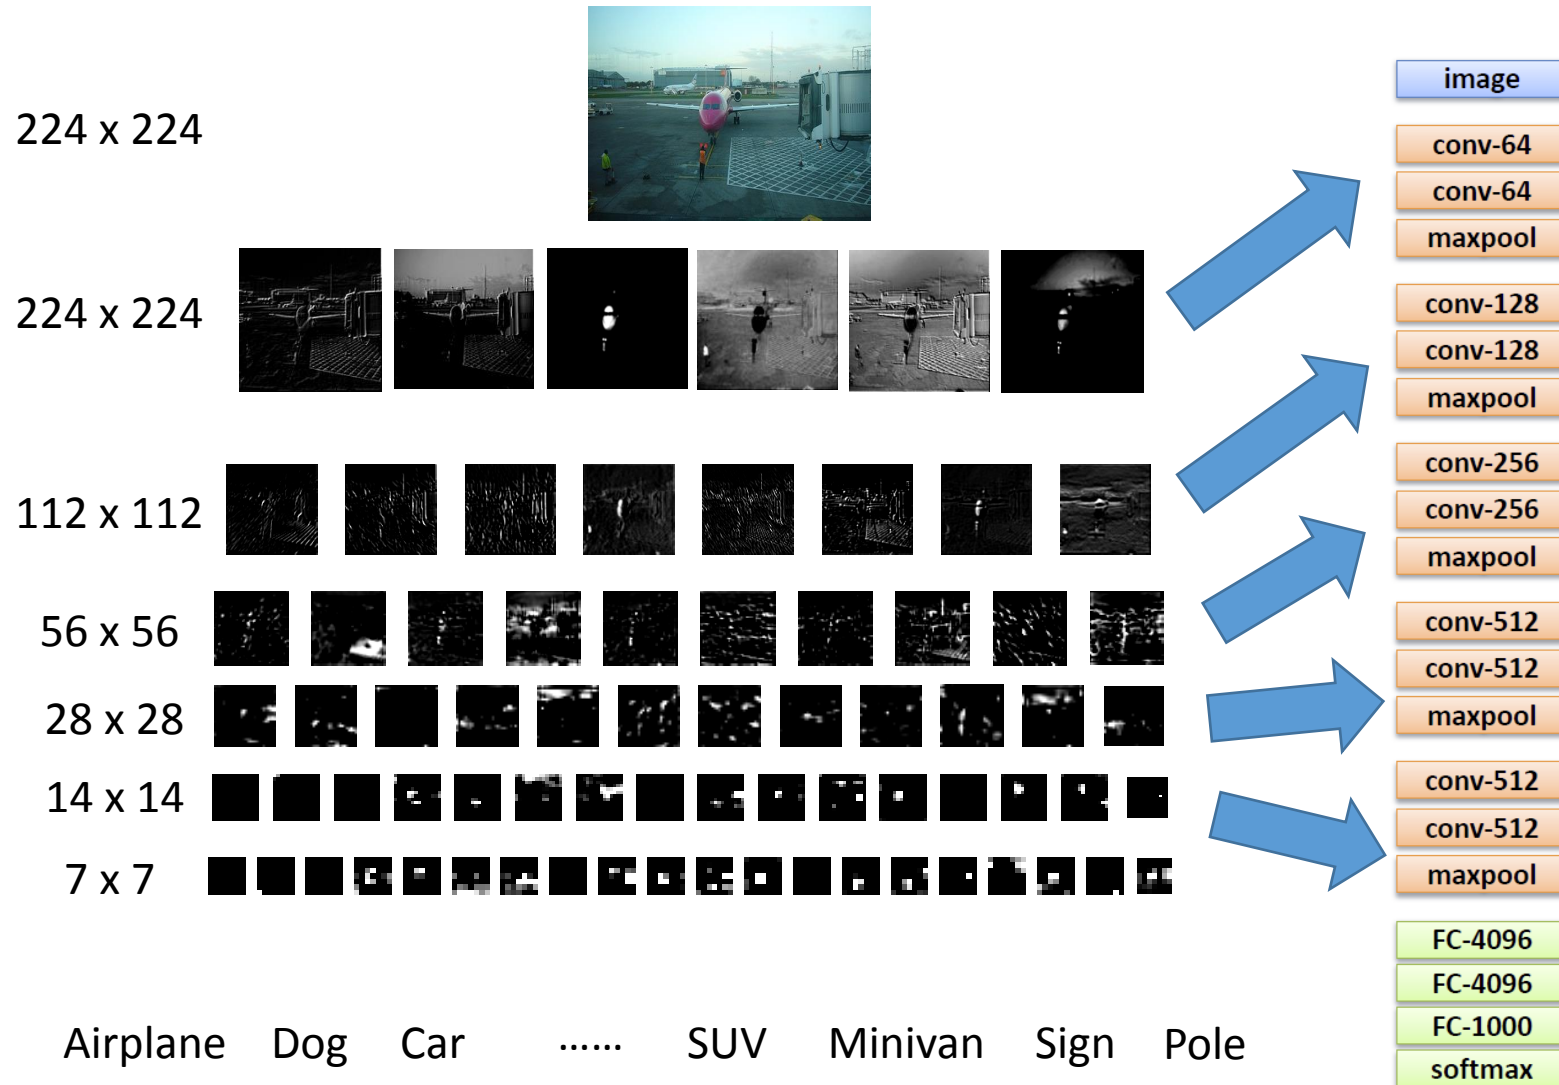 224 x 224
224 x 224
112 x 112
56 x 56
28 x 28
14 x 14
7 x 7
Airplane Dog Car ...... SUV Minivan Sign Pole
image
conv-64
conv-64
maxpool
conv-128
conv-128
maxpool
conv-256
conv-256
maxpool
conv-512
conv-512
maxpool
conv-512
conv-512
maxpool
FC-4096
FC-4096
FC-1000
softmax